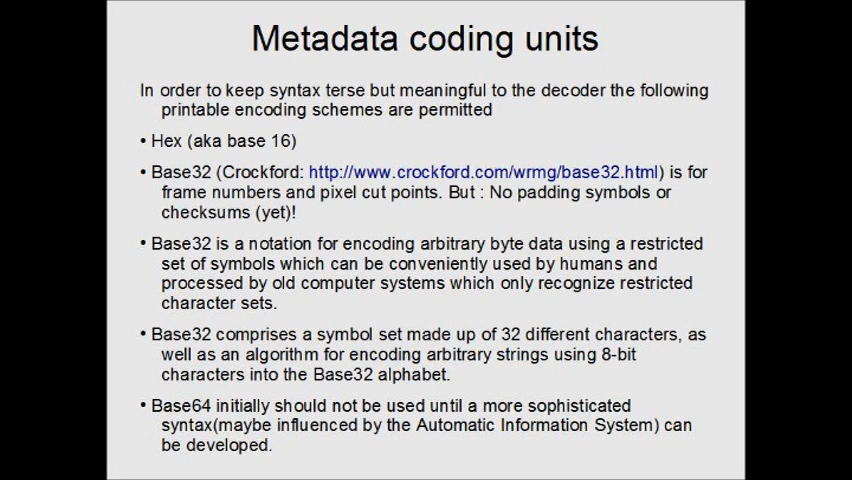 Metadata coding units
In order to keep syntax terse but meaningful to the decoder the following
printable encoding schemes are permitted
• Hex (aka base 16)
• Base32 (Crockford: http://www.crockford.com/wrmg/base32.html) is for
frame numbers and pixel cut points. But : No padding symbols or
checksums (yet)!
• Base32 is a notation for encoding arbitrary byte data using a restricted
set of symbols which can be conveniently used by humans and
processed by old computer systems which only recognize restricted
character sets.
• Base32 comprises a symbol set made up of 32 different characters, as
well as an algorithm for encoding arbitrary strings using 8-bit
characters into the Base32 alphabet.
• Base64 initially should not be used until a more sophisticated
syntax(maybe influenced by the Automatic Information System) can
be developed.